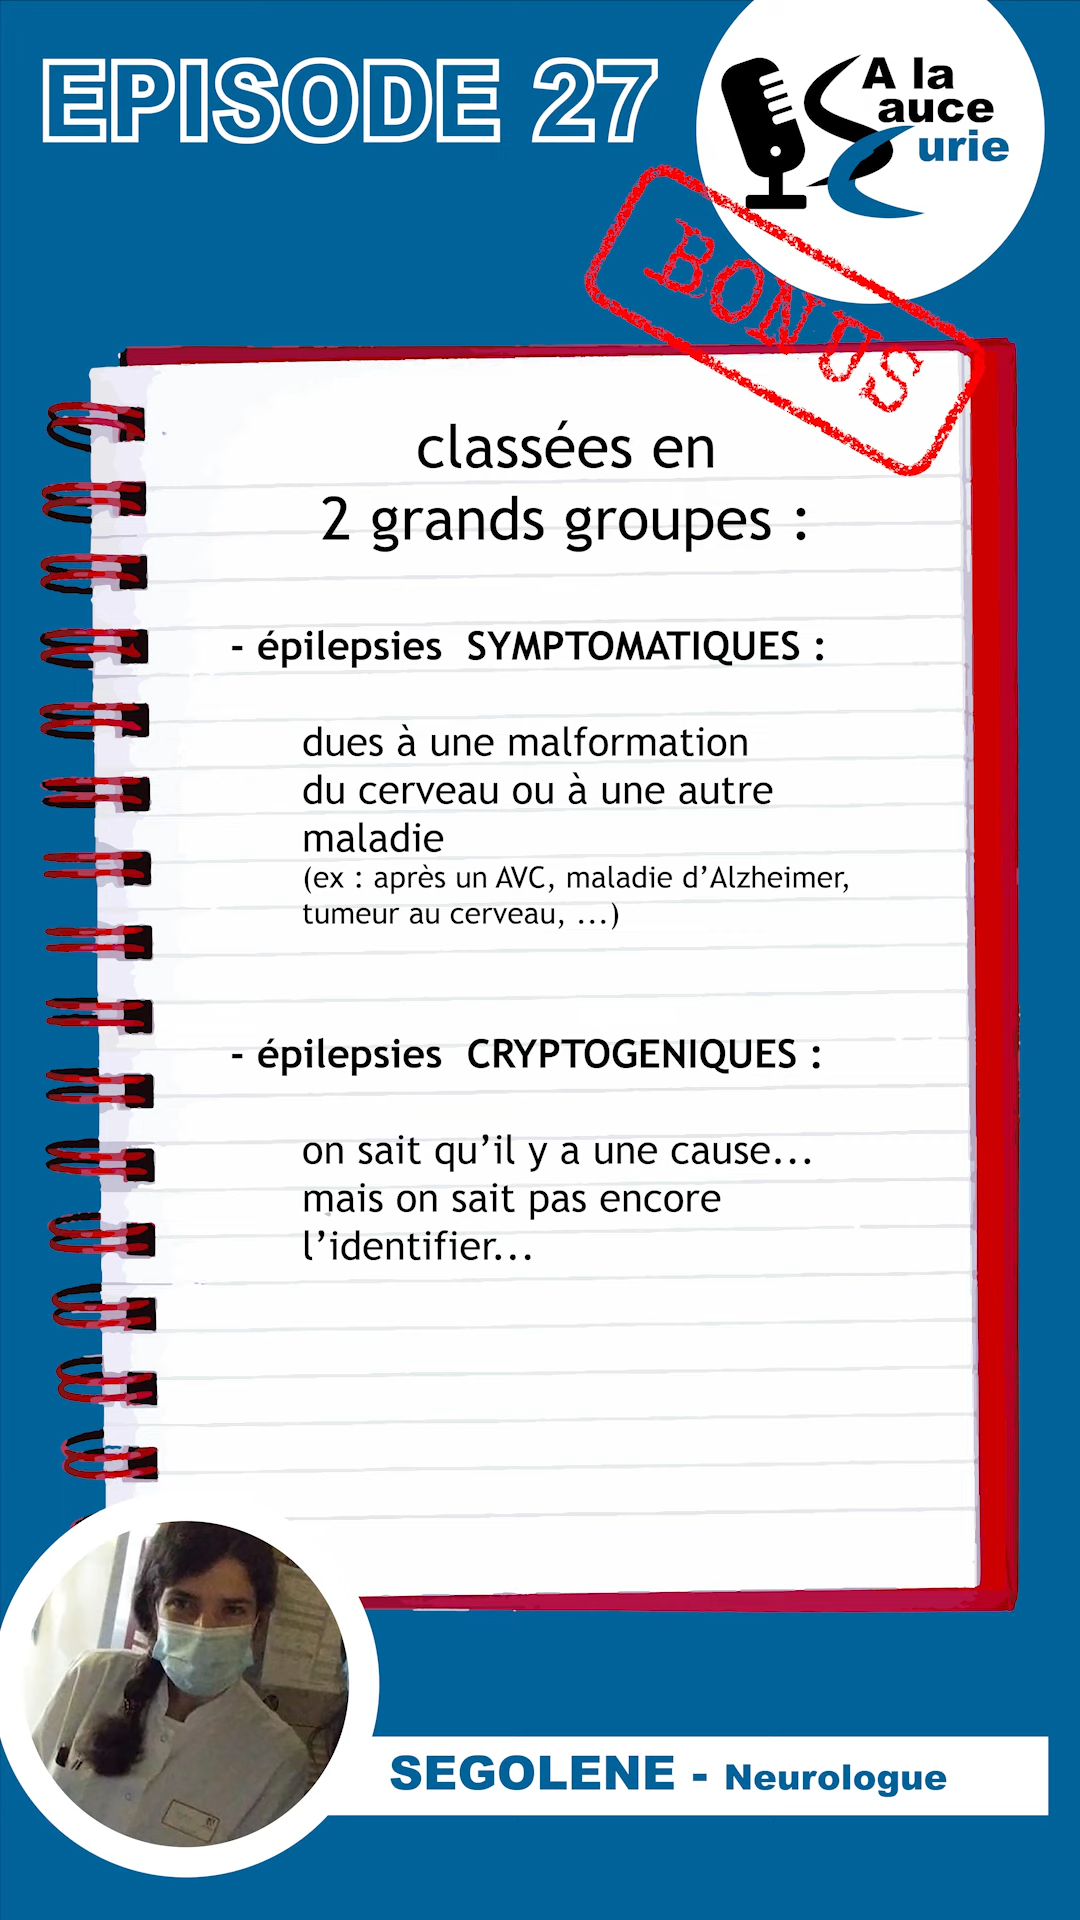 EPISODE 27
A la
Sauce
Curie
BONUS
classées en
2 grands groupes :
- épilepsies SYMPTOMATIQUES :
dues à une malformation
du cerveau ou à une autre
maladie
(ex : après un AVC, maladie d’Alzheimer,
tumeur au cerveau, ...)
- épilepsies CRYPTOGENIQUES :
on sait qu’il y a une cause...
mais on sait pas encore
l’identifier...
SEGOLENE - Neurologue